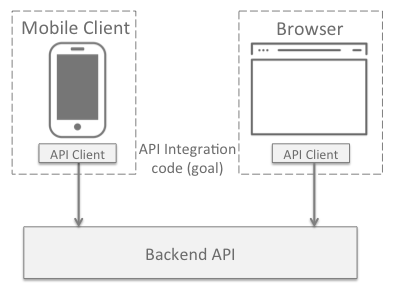 Mobile Client
Browser
API Client
API Integration
code (goal)
API Client
Backend API